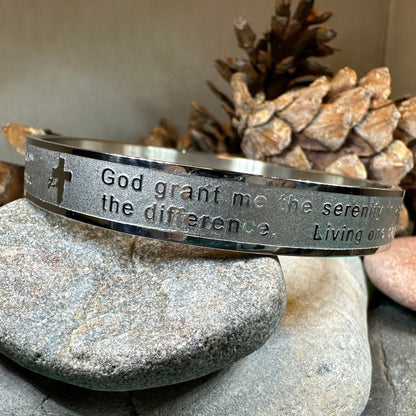 God grant me the serenity
the difference. Living one